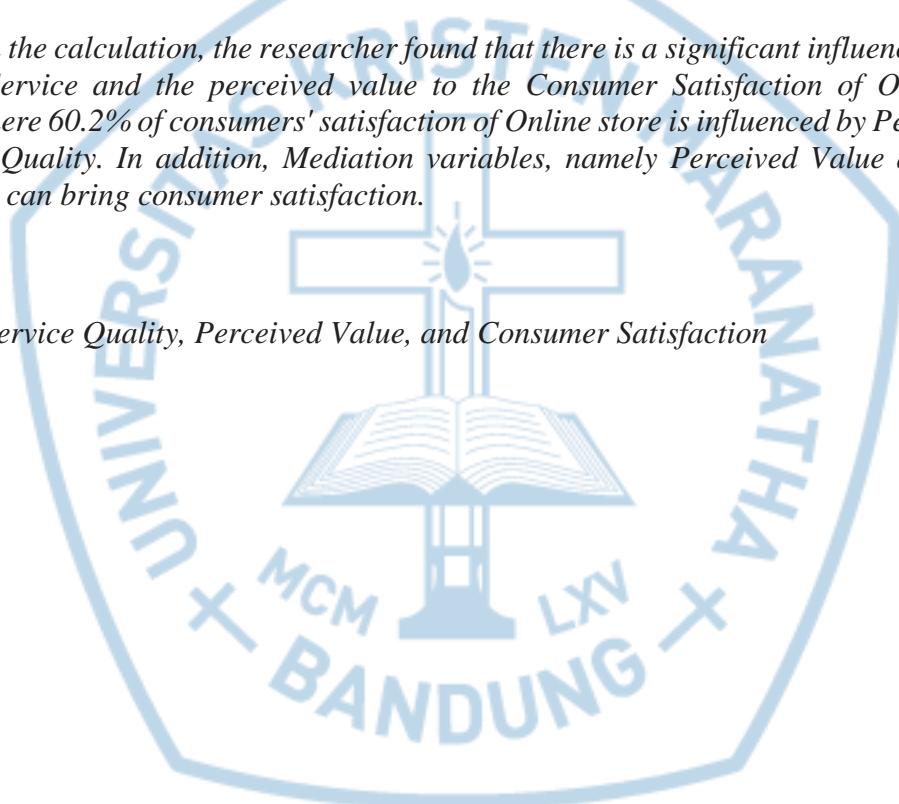 the calculation, the researcher found that there is a significant
ervice and the perceived value to the Consumer Satisfaction of
ere 60.2% of consumers' satisfaction of Online store is influenced by
Quality. In addition, Mediation variables, namely Perceived Value
can bring consumer satisfaction.
ervice Quality, Perceived Value, and Consumer Satisfaction
UNIVERSITAS KRISTEN MARANATHA
MCM LXV
BANDUNG